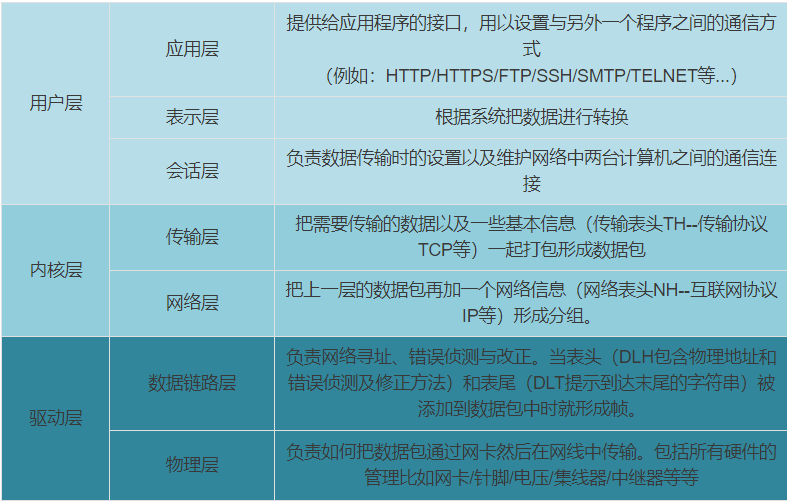 用户层
应用层
提供给应用程序的接口，用以设置与另外一个程序之间的通信方
式
（例如：HTTP/HTTPS/FTP/SSH/SMTP/TELNET等...）
表示层
根据系统把数据进行转换
会话层
负责数据传输时的设置以及维护网络中两台计算机之间的通信连
接
内核层
传输层
把需要传输的数据以及一些基本信息（传输表头TH--传输协议
TCP等）一起打包形成数据包
网络层
把上一层的数据包再加一个网络信息（网络表头NH--互联网协议
IP等）形成分组。
驱动层
数据链路层
负责网络寻址、错误侦测与改正。当表头（DLH包含物理地址和
错误侦测及修正方法）和表尾（DLT提示到达末尾的字符串）被
添加到数据包中时就形成帧。
物理层
负责如何把数据包通过网卡然后在网线中传输。包括所有硬件的
管理比如网卡/针脚/电压/集线器/中继器等等